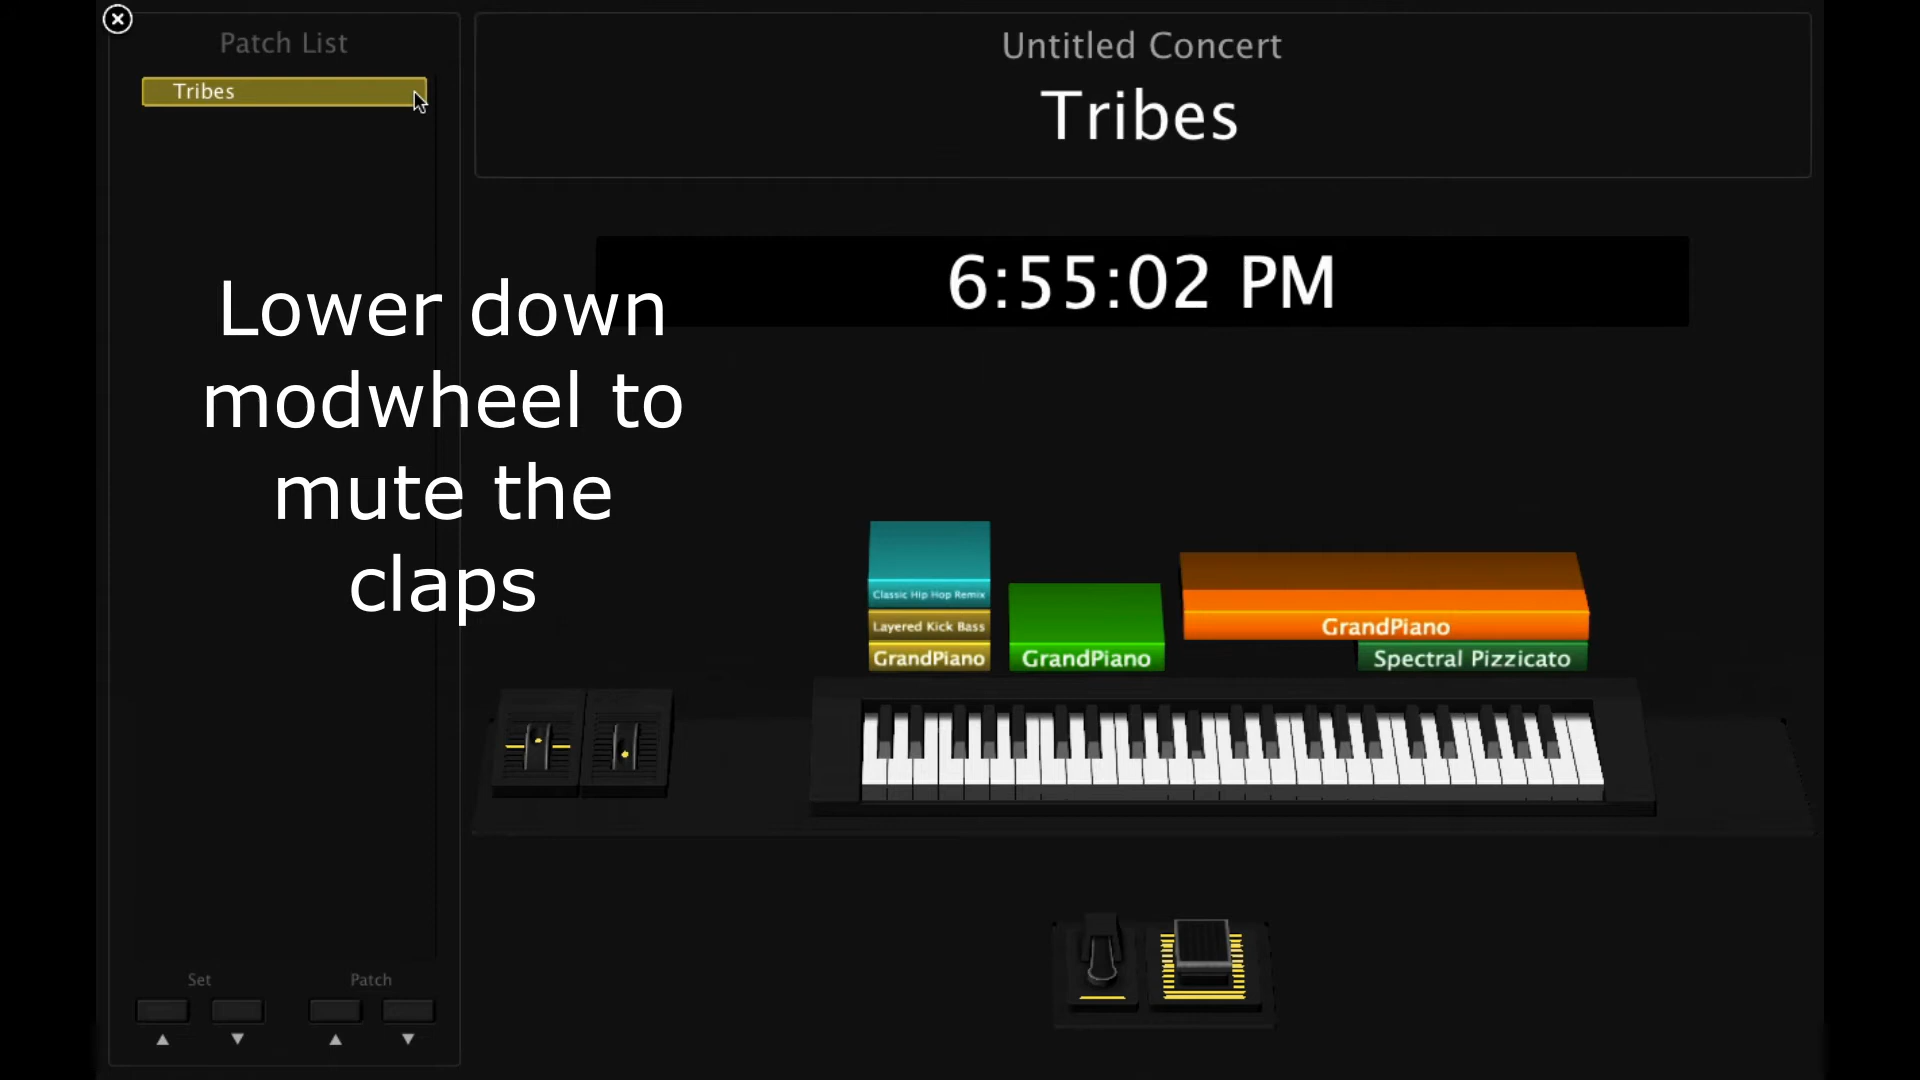 Patch List
Tribes
Untitled Concert
Tribes
6:55:02 PM
Lower down
modwheel to
mute the
claps
Classic Hip Hop Remix
Layered Kick Bass
GrandPiano
GrandPiano
GrandPiano
Spectral Pizzicato
Set
Patch